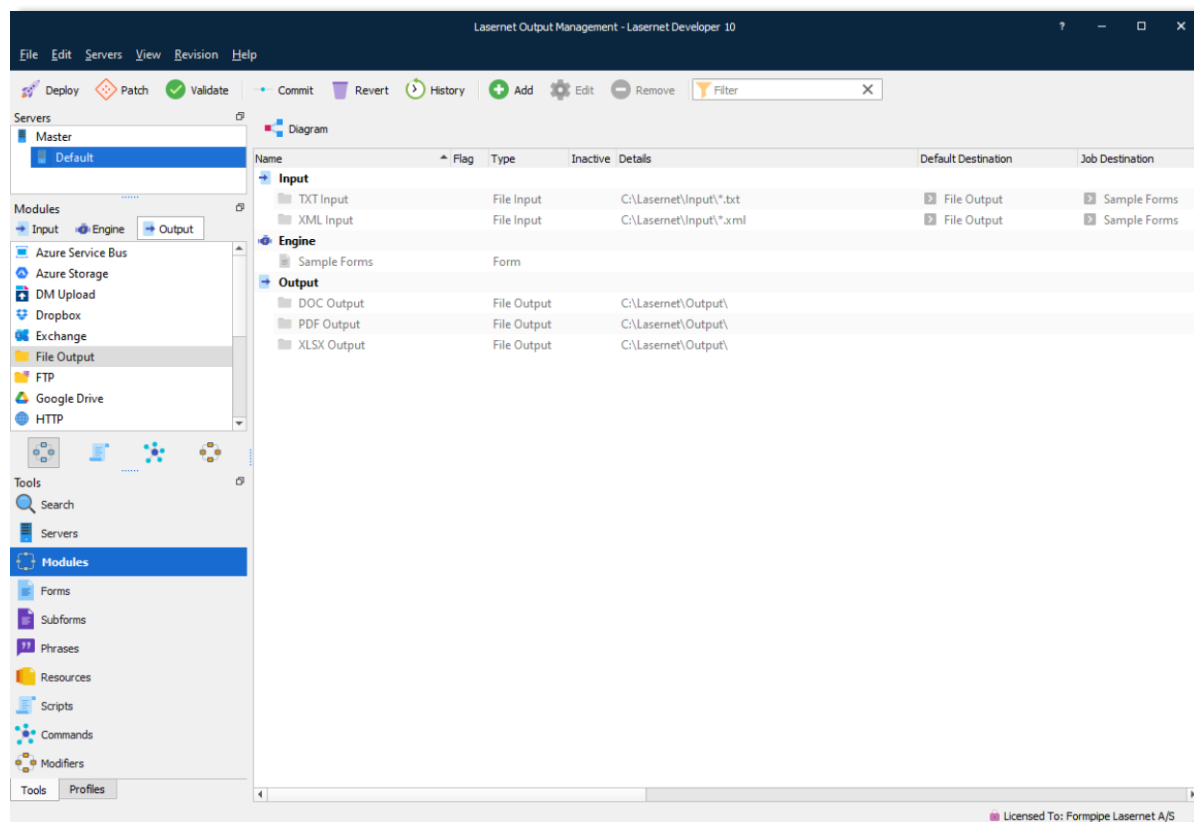 Lasernet Output Management - Lasernet Developer 10
File Edit Servers View Revision Help
Deploy Patch Validate Commit Revert History Add Edit Remove Filter
Servers
Master
Default
Diagram
Name Flag Type Inactive Details Default Destination Job Destination
Input
TXT Input File Input C:\Lasernet\Input\*.txt File Output Sample Forms
XML Input File Input C:\Lasernet\Input\*.xml File Output Sample Forms
Engine
Sample Forms Form
Output
DOC Output File Output C:\Lasernet\Output\
PDF Output File Output C:\Lasernet\Output\
XLSX Output File Output C:\Lasernet\Output\
Modules
Input Engine Output
Azure Service Bus
Azure Storage
DM Upload
Dropbox
Exchange
File Output
FTP
Google Drive
HTTP
Tools
Search
Servers
Modules
Forms
Subforms
Phrases
Resources
Scripts
Commands
Modifiers
Tools Profiles
Licensed To: Formpipe Lasernet A/S